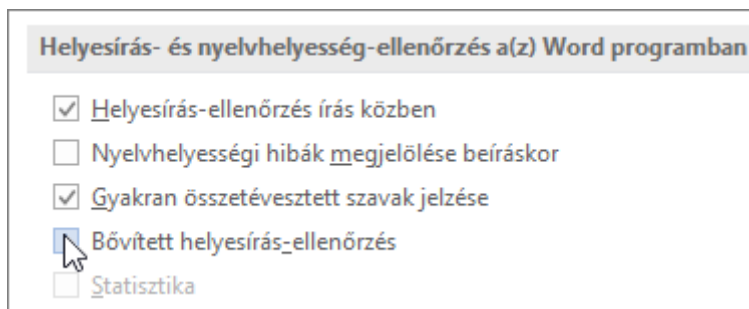 Helyesírás- és nyelvhelyesség-ellenőrzés a(z) Word programban
Helyesírás-ellenőrzés írás közben
Nyelvhelyességi hibák megjelölése beíráskor
Gyakran összetévesztett szavak jelzése
Bővített helyesírás-ellenőrzés
Statisztika